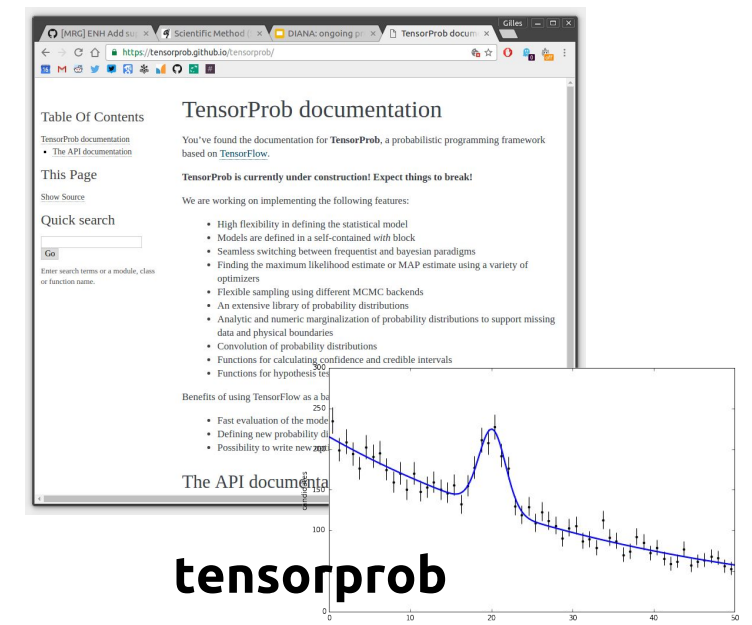 Gilles
[MRG] ENH Add sup
Scientific Method (
DIANA: ongoing pr
TensorProb docum
https://tensorprob.github.io/tensorprob/
Table Of Contents
TensorProb documentation
The API documentation
This Page
Show Source
Quick search
Go
Enter search terms or a module, class
or function name.
TensorProb documentation
You've found the documentation for TensorProb, a probabilistic programming framework
based on TensorFlow.
TensorProb is currently under construction! Expect things to break!
We are working on implementing the following features:
High flexibility in defining the statistical model
Models are defined in a self-contained with block
Seamless switching between frequentist and bayesian paradigms
Finding the maximum likelihood estimate or MAP estimate using a variety of
optimizers
Flexible sampling using different MCMC backends
An extensive library of probability distributions
Analytic and numeric marginalization of probability distributions to support missing
data and physical boundaries
Convolution of probability distributions
Functions for calculating confidence and credible intervals
Functions for hypothesis tes
Benefits of using TensorFlow as a ba
Fast evaluation of the mode
Defining new probability di
Possibility to write new opti
The API documenta
300
250
200
150
100
0
candidates
0 10 20 30 40 50
tensorprob